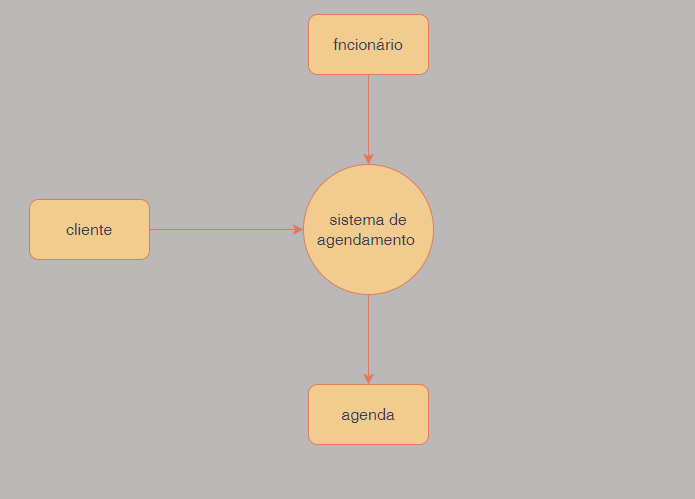 fncionário
cliente
sistema de
agendamento
agenda